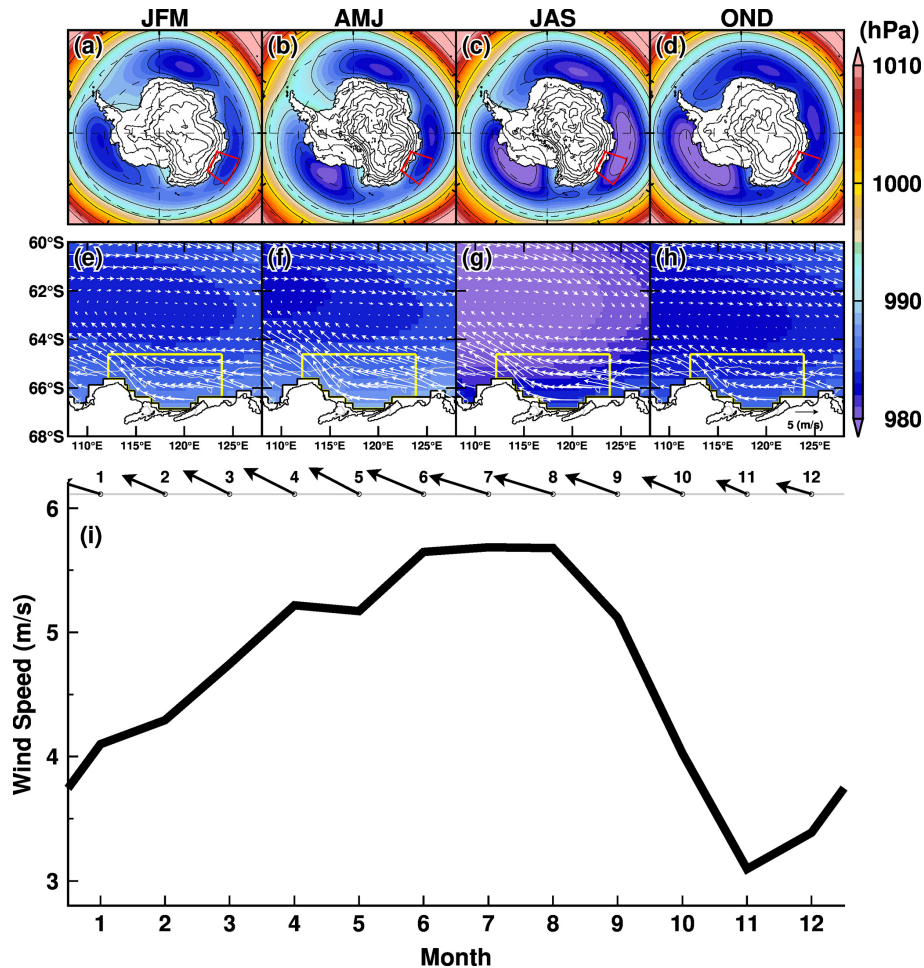 JFM AMJ JAS OND (hPa)
(a) (b) (c) (d)
1010
1000
990
980
60°S (e) (f) (g) (h)
62°S
64°S
66°S
68°S
5 (m/s)
110°E 115°E 120°E 125°E 110°E 115°E 120°E 125°E 110°E 115°E 120°E 125°E 110°E 115°E 120°E 125°E
1 2 3 4 5 6 7 8 9 10 11 12
(i)
6
5
4
3
Wind Speed (m/s)
1 2 3 4 5 6 7 8 9 10 11 12
Month